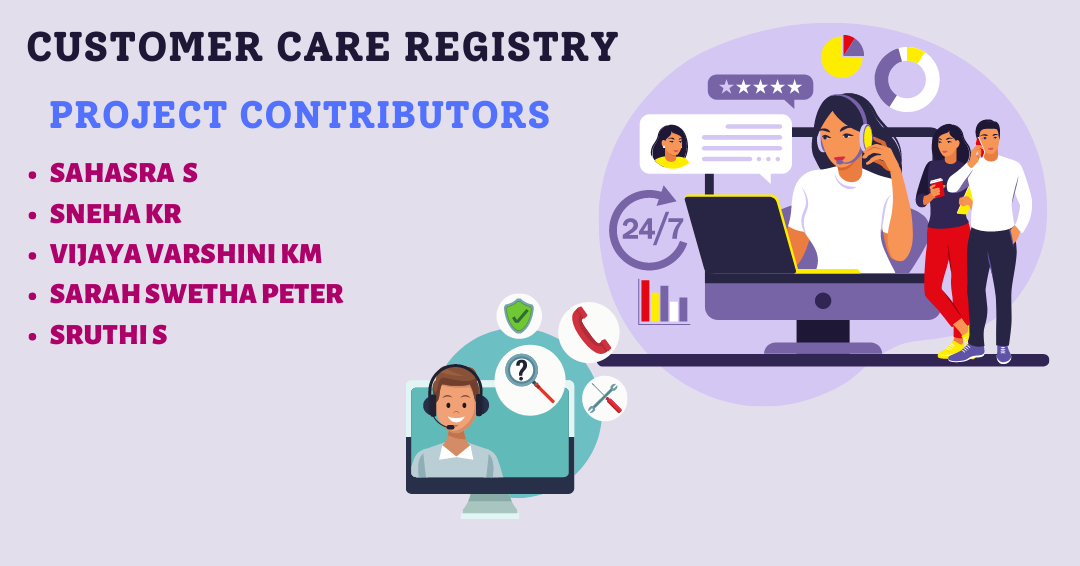 CUSTOMER CARE REGISTRY
PROJECT CONTRIBUTORS
• SAHASRA S
• SNEHA KR
• VIJAYA VARSHINI KM
• SARAH SWETHA PETER
• SRUTHI S
24/7
?